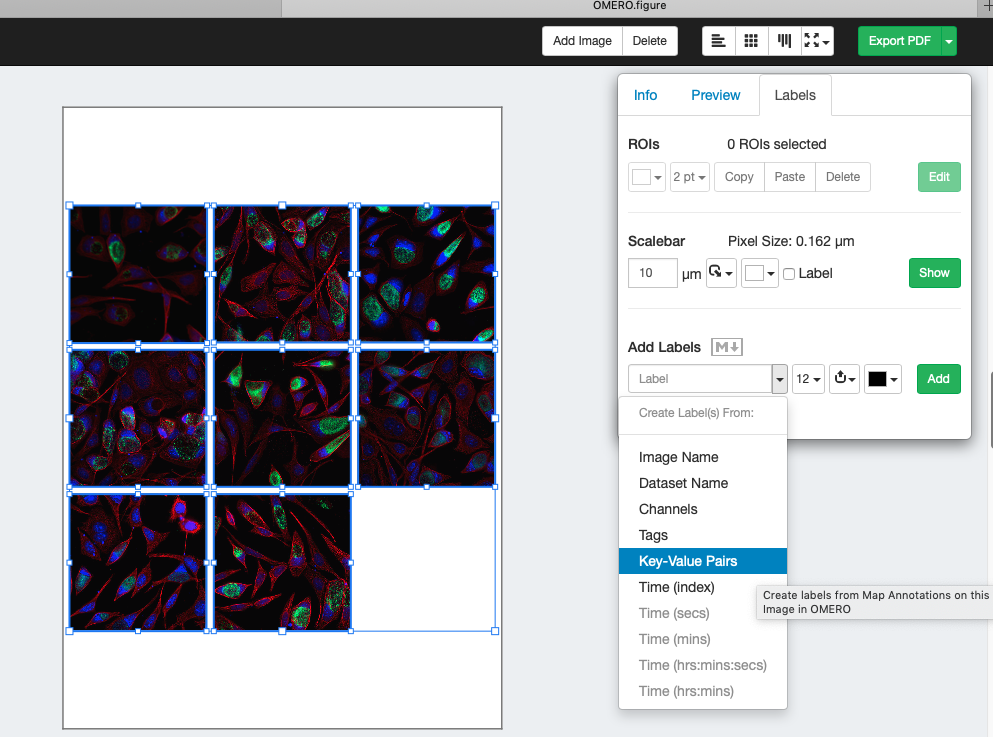 OMERO.figure
Add Image Delete Export PDF
Info Preview Labels
ROIs 0 ROIs selected
2 pt Copy Paste Delete Edit
Scalebar Pixel Size: 0.162 µm
10 µm Label Show
Add Labels M
Label 12 Add
Create Label(s) From:
Image Name
Dataset Name
Channels
Tags
Key-Value Pairs
Time (index)
Create labels from Map Annotations on this
Image in OMERO
Time (secs)
Time (mins)
Time (hrs:mins:secs)
Time (hrs:mins)